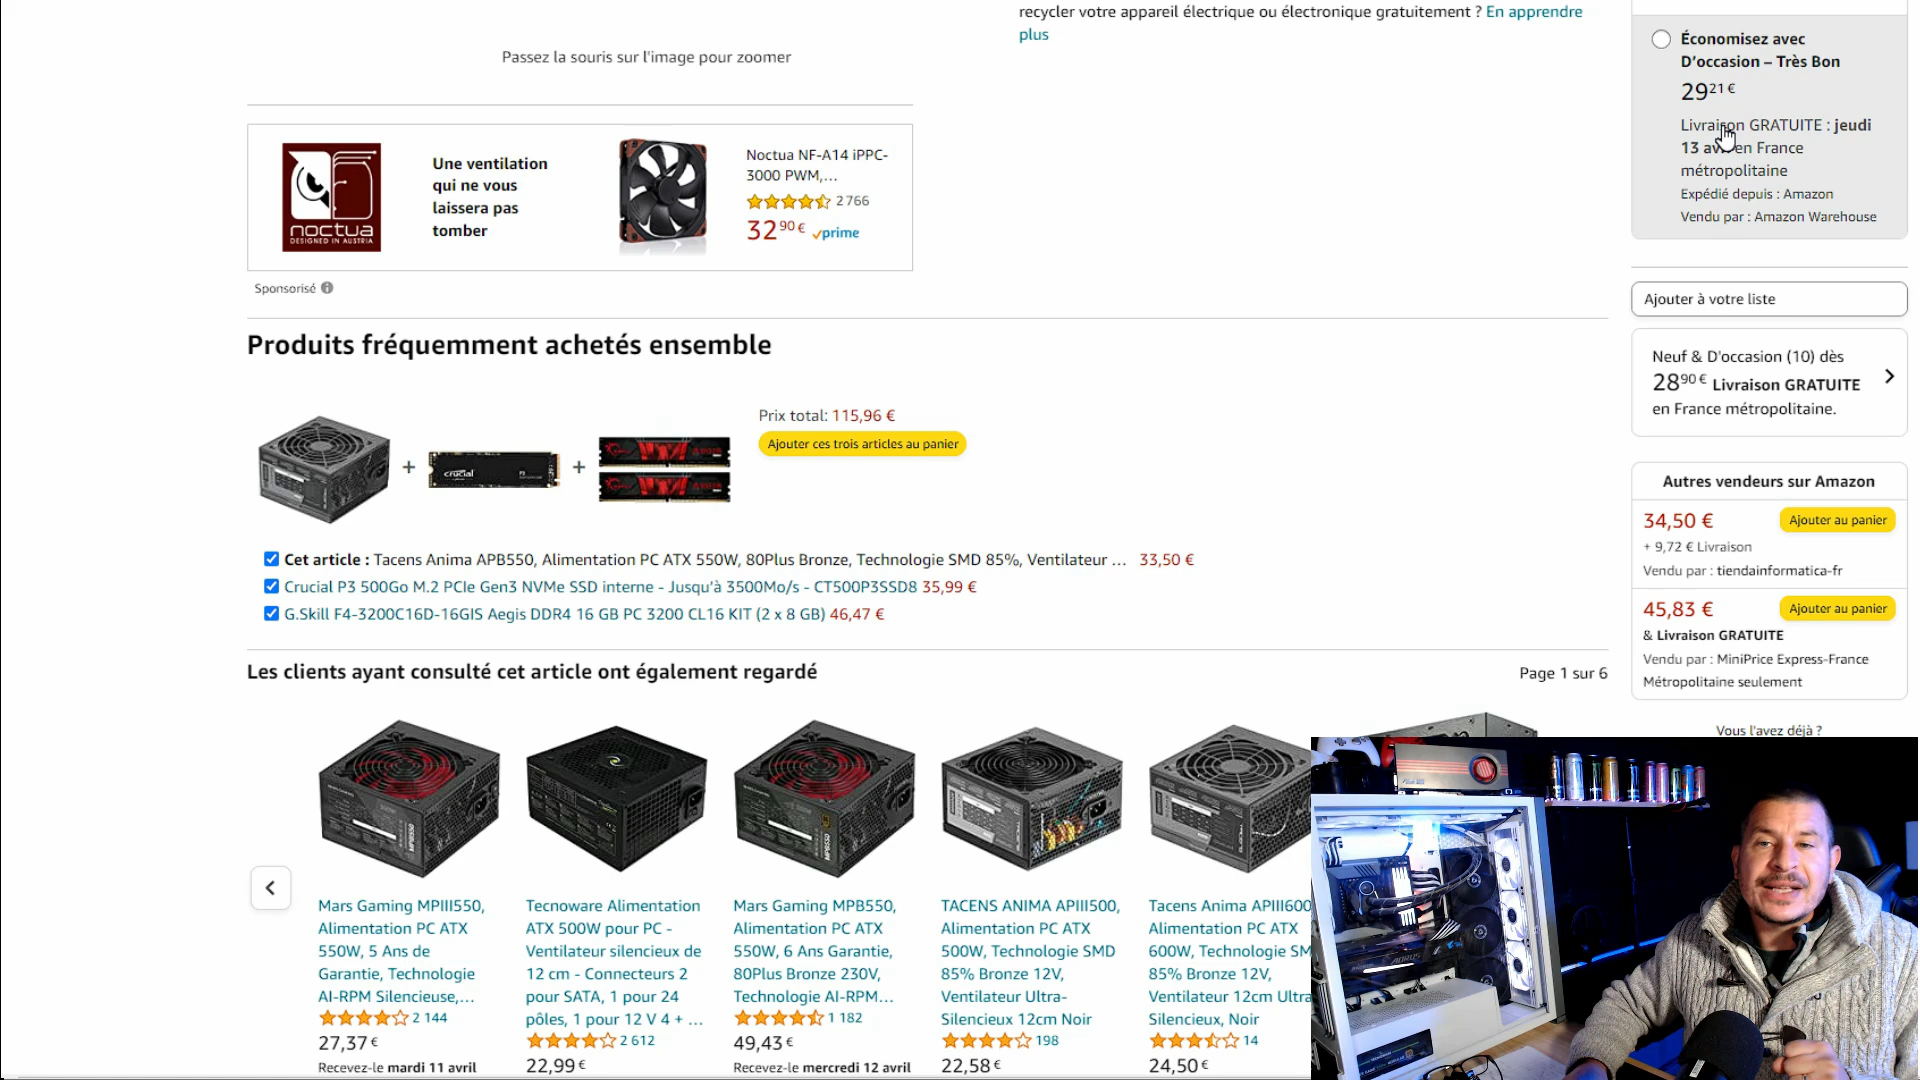 recycler votre appareil électrique ou électronique gratuitement ? En apprendre
plus
Passez la souris sur l'image pour zoomer
Économisez avec
D'occasion – Très Bon
29 21 €
Livraison GRATUITE : jeudi
13 avr. en France
métropolitaine
Expédié depuis : Amazon
Vendu par : Amazon Warehouse
noctua
DESIGNED IN AUSTRIA
Une ventilation
qui ne vous
laissera pas
tomber
Noctua NF-A14 iPPC-
3000 PWM,...
2 766
32 90 € prime
Sponsorisé
Ajouter à votre liste
Neuf & D'occasion (10) dès
28 90 € Livraison GRATUITE
en France métropolitaine.
Produits fréquemment achetés ensemble
Prix total: 115,96 €
Ajouter ces trois articles au panier
+
crucial
P3
+
Cet article : Tacens Anima APB550, Alimentation PC ATX 550W, 80Plus Bronze, Technologie SMD 85%, Ventilateur ... 33,50 €
Crucial P3 500Go M.2 PCIe Gen3 NVMe SSD interne - Jusqu'à 3500Mo/s - CT500P3SSD8 35,99 €
G.Skill F4-3200C16D-16GIS Aegis DDR4 16 GB PC 3200 CL16 KIT (2 x 8 GB) 46,47 €
Autres vendeurs sur Amazon
34,50 € Ajouter au panier
+ 9,72 € Livraison
Vendu par : tiendainformatica-fr
45,83 € Ajouter au panier
& Livraison GRATUITE
Vendu par : MiniPrice Express-France
Métropolitaine seulement
Vous l'avez déjà ?
Les clients ayant consulté cet article ont également regardé
Page 1 sur 6
Mars Gaming MPIII550,
Alimentation PC ATX
550W, 5 Ans de
Garantie, Technologie
AI-RPM Silencieuse,...
2 144
27,37 €
Recevez-le mardi 11 avril
Tecnoware Alimentation
ATX 500W pour PC -
Ventilateur silencieux de
12 cm - Connecteurs 2
pour SATA, 1 pour 24
pôles, 1 pour 12 V 4 + ...
2 612
22,99 €
Mars Gaming MPB550,
Alimentation PC ATX
550W, 6 Ans Garantie,
80Plus Bronze 230V,
Technologie AI-RPM...
1 182
49,43 €
Recevez-le mercredi 12 avril
TACENS ANIMA APIII500,
Alimentation PC ATX
500W, Technologie SMD
85% Bronze 12V,
Ventilateur Ultra-
Silencieux 12cm Noir
198
22,58 €
Tacens Anima APIII600
Alimentation PC ATX
600W, Technologie SM
85% Bronze 12V,
Ventilateur 12cm Ultra
Silencieux, Noir
14
24,50 €
AORUS